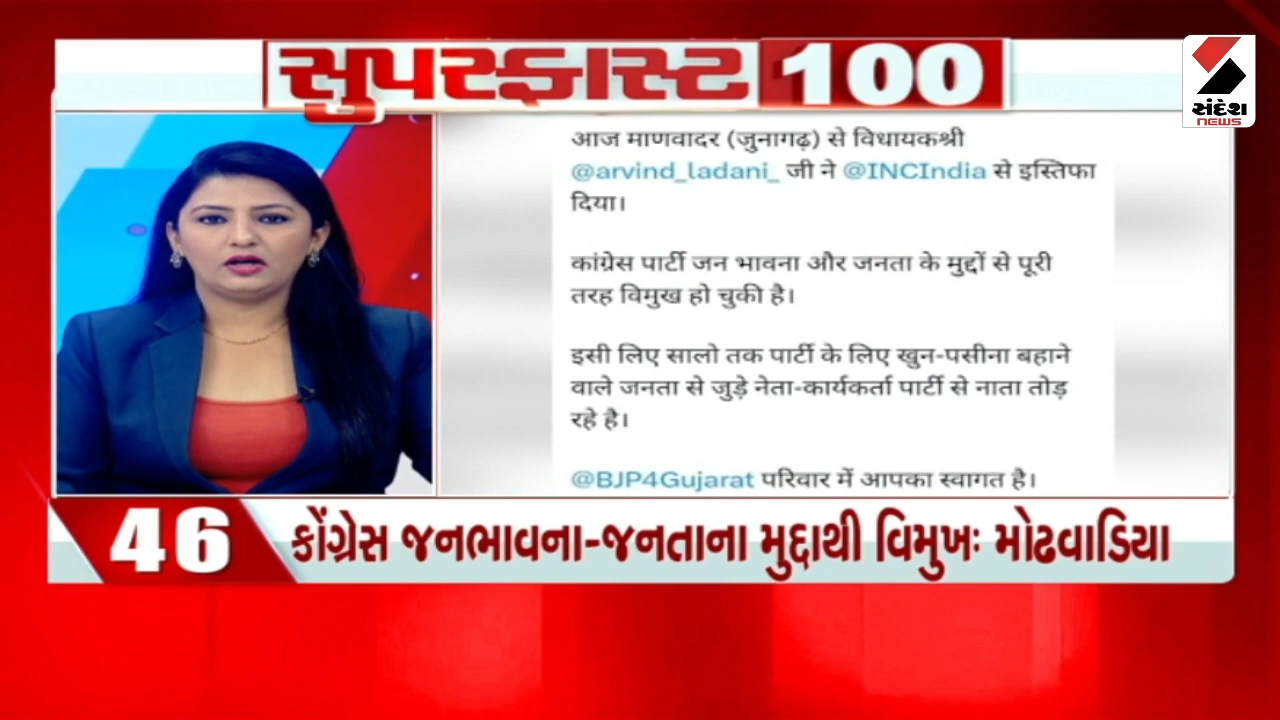 સુપરફાસ્ટ 100
સંદેશ
NEWS
आज माणवादर (जुनागढ़) से विधायकश्री
@arvind_ladani_ जी ने @INCIndia से इस्तिफा
दिया।
कांग्रेस पार्टी जन भावना और जनता के मुद्दों से पूरी
तरह विमुख हो चुकी है।
इसी लिए सालो तक पार्टी के लिए खुन-पसीना बहाने
वाले जनता से जुड़े नेता-कार्यकर्ता पार्टी से नाता तोड़
रहे है।
@BJP4Gujarat परिवार में आपका स्वागत है।
46 કોંગ્રેસ જનભાવના-જનતાના મુદ્દાથી વિમુખઃ મોઢવાડિયા